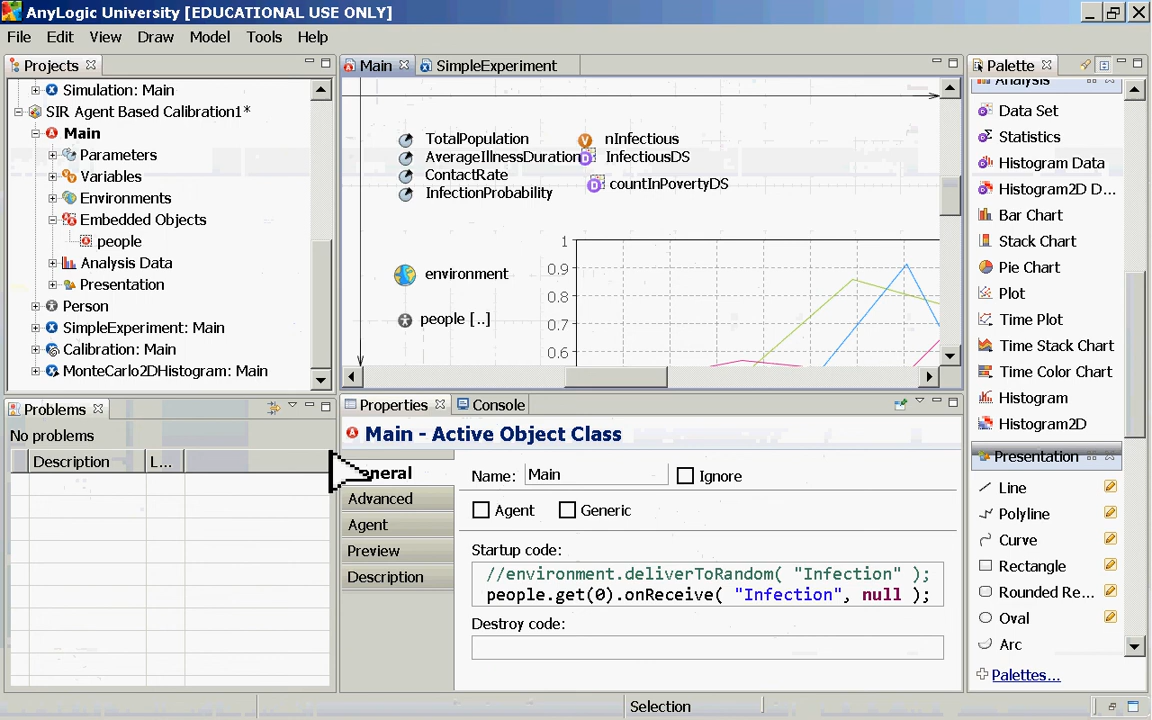 AnyLogic University [EDUCATIONAL USE ONLY]
File Edit View Draw Model Tools Help
Projects
Simulation: Main
SIR Agent Based Calibration1*
Main
Parameters
Variables
Environments
Embedded Objects
people
Analysis Data
Presentation
Person
SimpleExperiment: Main
Calibration: Main
MonteCarlo2DHistogram: Main
Main SimpleExperiment
TotalPopulation nInfectious
AverageIllnessDuration InfectiousDS
ContactRate countInPovertyDS
InfectionProbability
environment
people [..]
1
0.9
0.8
0.7
0.6
Palette
Analysis
Data Set
Statistics
Histogram Data
Histogram2D D...
Bar Chart
Stack Chart
Pie Chart
Plot
Time Plot
Time Stack Chart
Time Color Chart
Histogram
Histogram2D
Presentation
Line
Polyline
Curve
Rectangle
Rounded Re...
Oval
Arc
Palettes...
Problems
No problems
Description L...
Properties Console
Main - Active Object Class
eneral
Advanced
Agent
Preview
Description
Name: Main Ignore
Agent Generic
Startup code:
//environment.deliverToRandom( "Infection" );
people.get(0).onReceive( "Infection", null );
Destroy code:
Selection